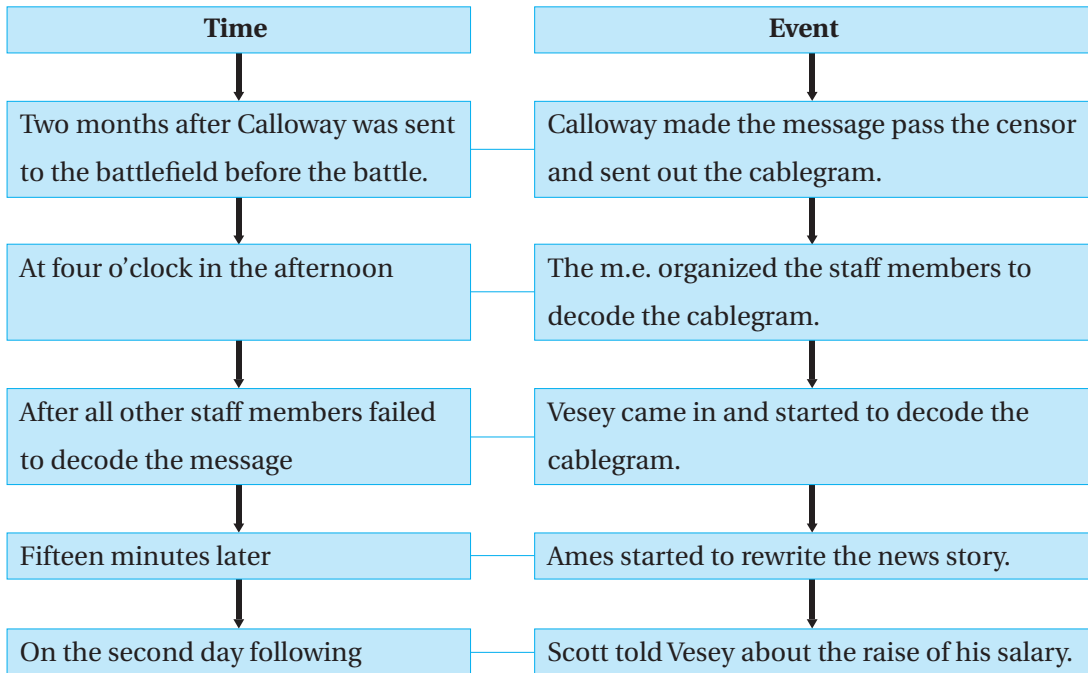 Time
Event
Two months after Calloway was sent
to the battlefield before the battle.
Calloway made the message pass the censor
and sent out the cablegram.
At four o’clock in the afternoon
The m.e. organized the staff members to
decode the cablegram.
After all other staff members failed
to decode the message
Vesey came in and started to decode the
cablegram.
Fifteen minutes later
Ames started to rewrite the news story.
On the second day following
Scott told Vesey about the raise of his salary.